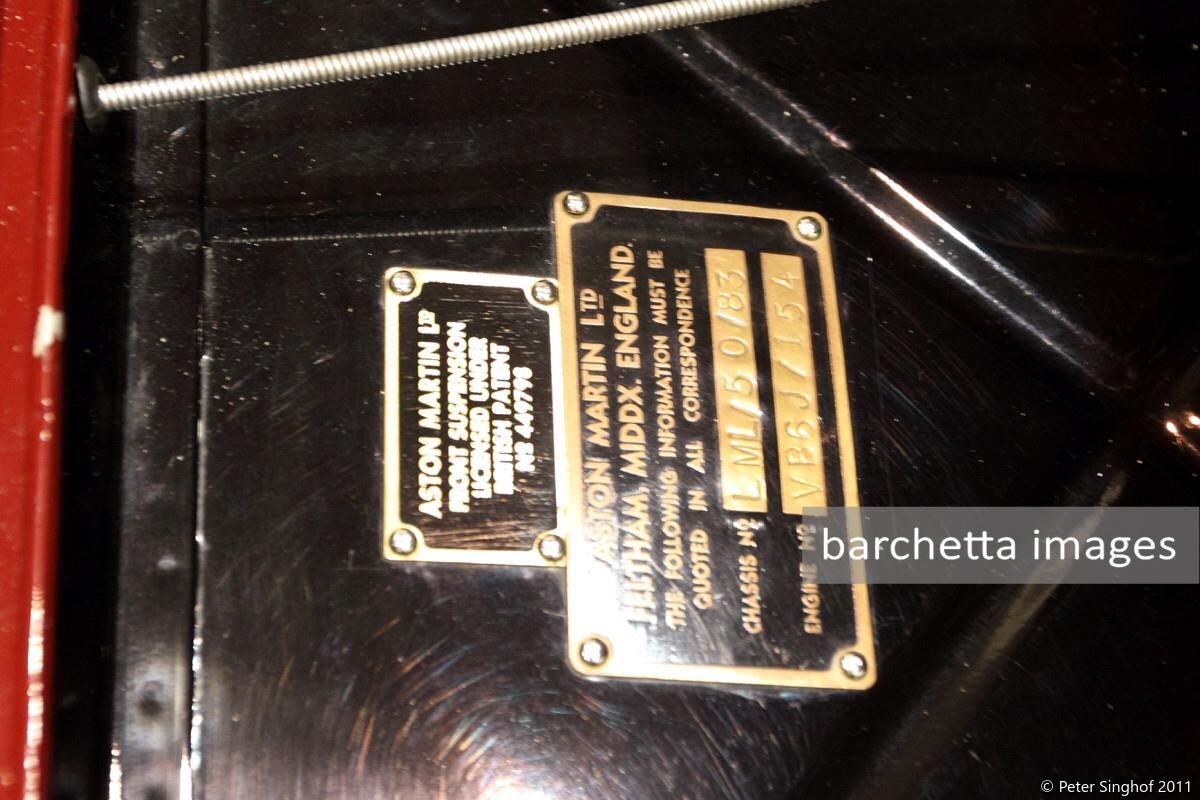 ASTON MARTIN LTD
FRONT SUSPENSION
LICENSED UNDER
BRITISH PATENT
NR 449798
ASTON MARTIN LTD
FELTHAM, MIDDX. ENGLAND.
THE FOLLOWING INFORMATION MUST BE
QUOTED IN ALL CORRESPONDENCE
CHASSIS NO LML/50/83
ENGINE NO VB6J/154
barchetta images
© Peter Singhof 2011